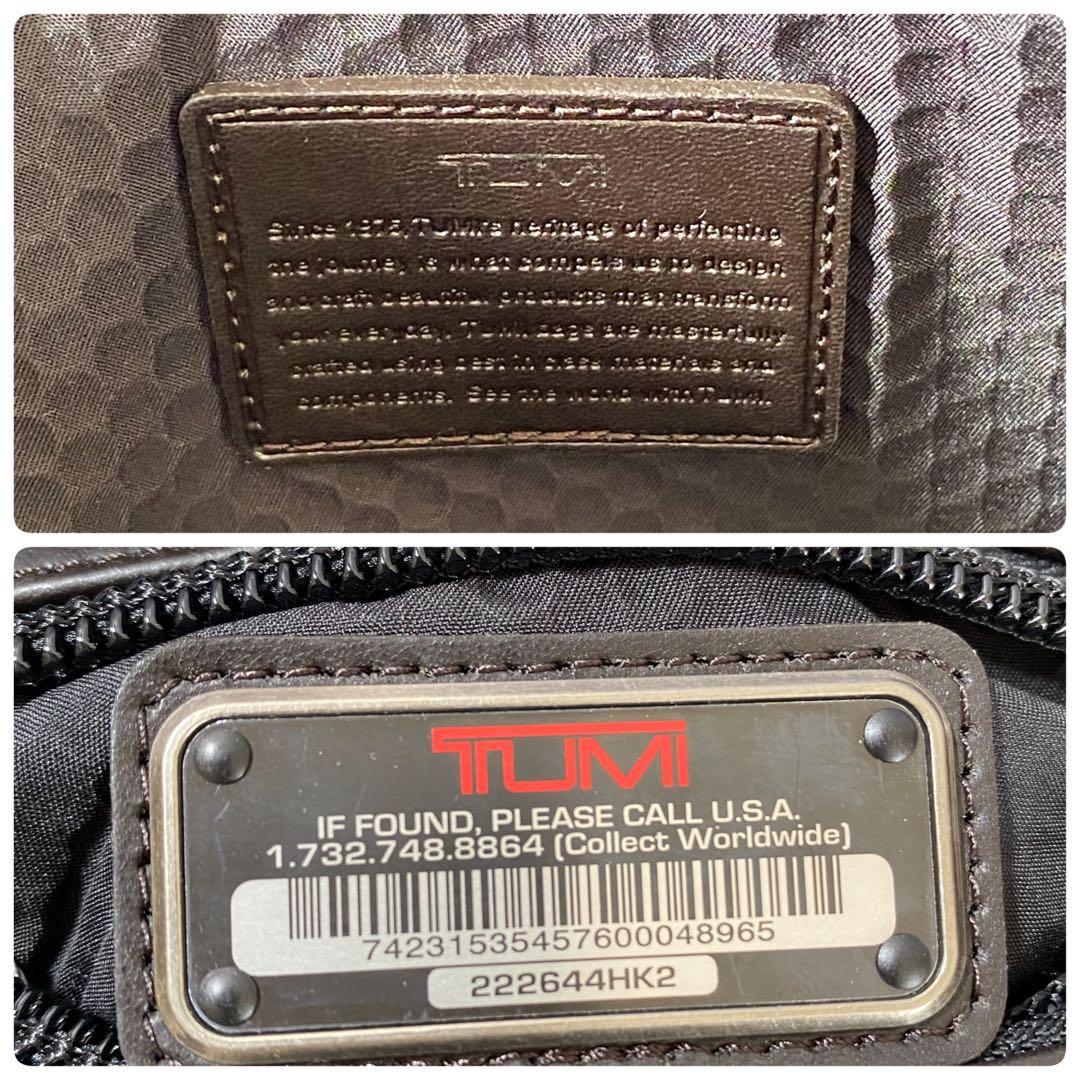 TUMI
Since 1975, TUMI's heritage of perfecting
the journey is what compels us to design
and craft beautiful products that transform
your everyday. Tumi bags are masterfully
crafted using best in class materials and
components. See the world with Tumi.
TUMI
IF FOUND, PLEASE CALL U.S.A.
1.732.748.8864 (Collect Worldwide)
74231535457600048965
222644HK2